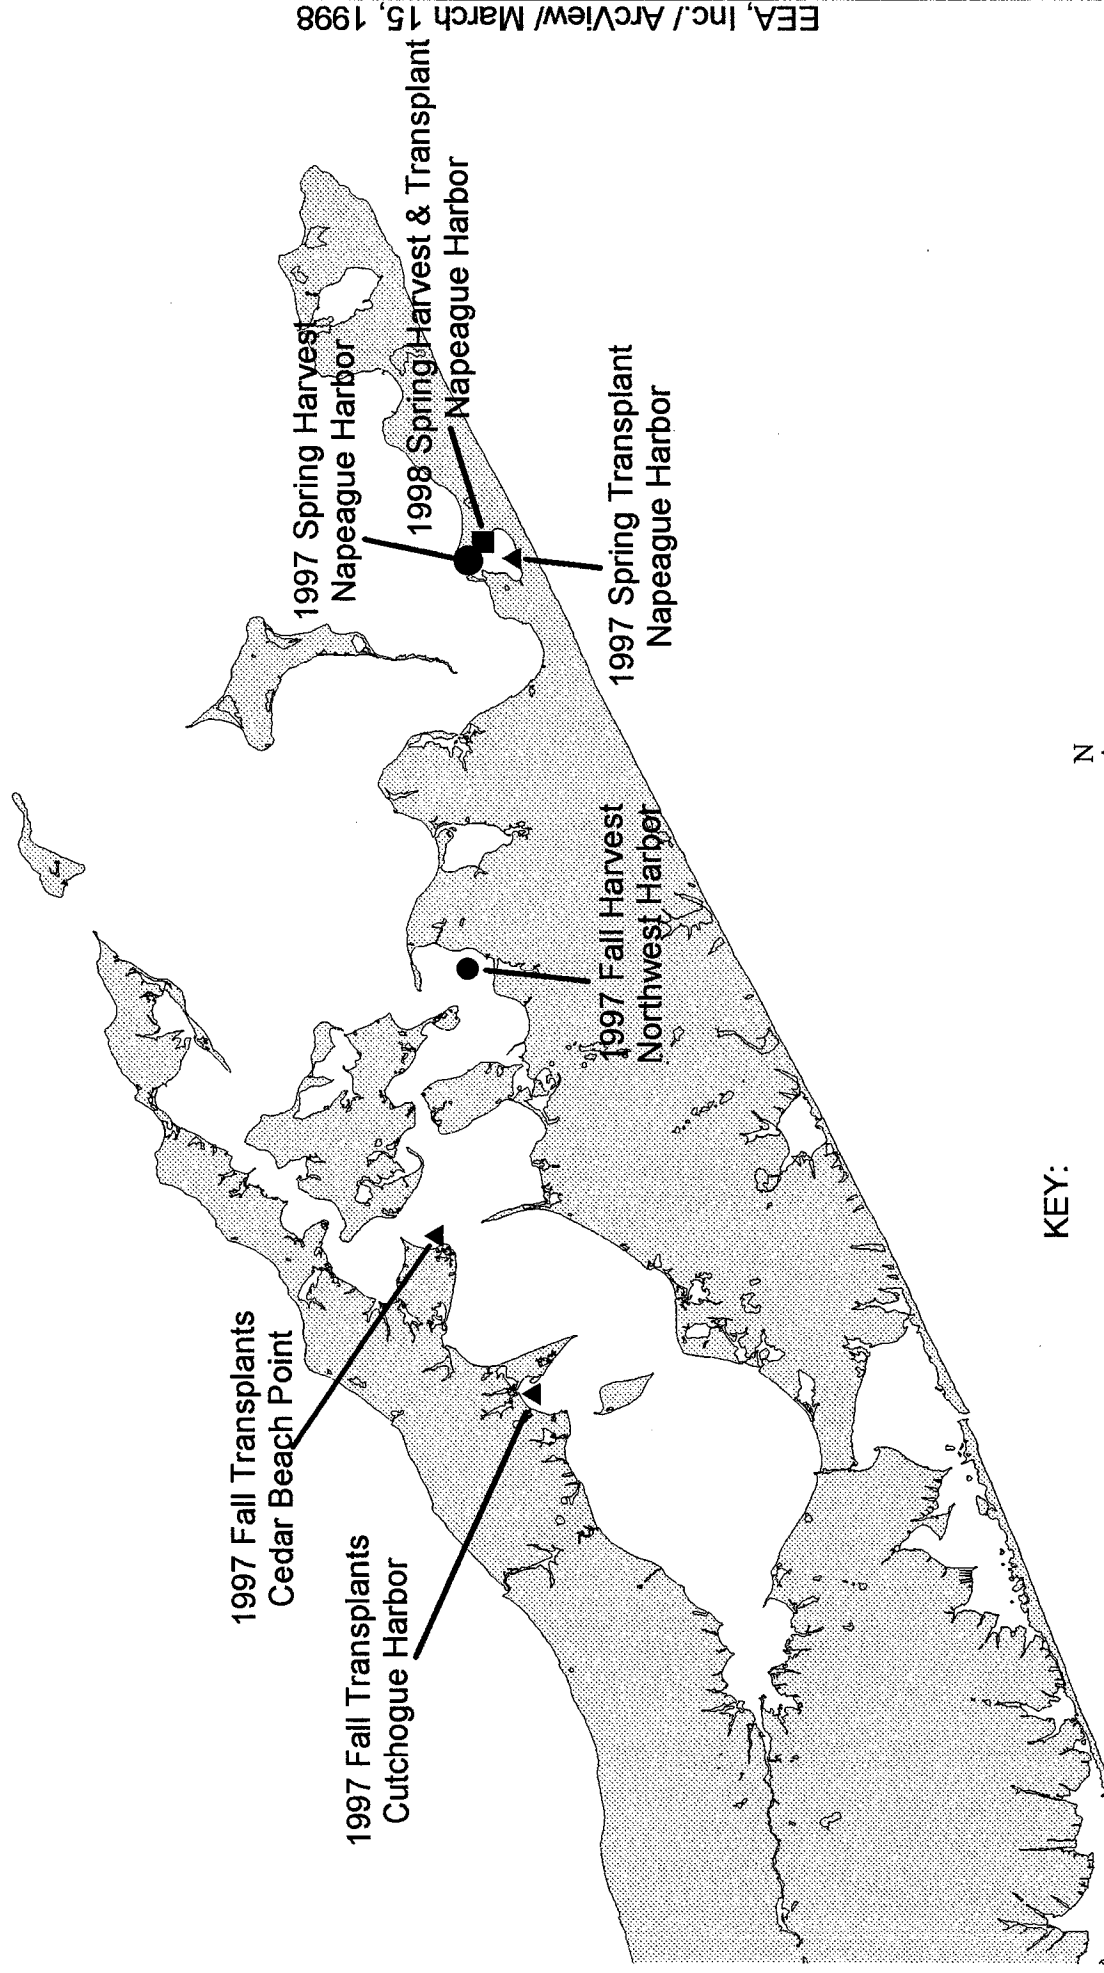 EEA, Inc./ ArcView/ March 15, 1998
1997 Spring Harvest
Napeague Harbor
1998 Spring Harvest & Transplant
Napeague Harbor
1997 Spring Transplant
Napeague Harbor
1997 Fall Harvest
Northwest Harbor
1997 Fall Transplants
Cedar Beach Point
1997 Fall Transplants
Cutchogue Harbor
N
KEY: